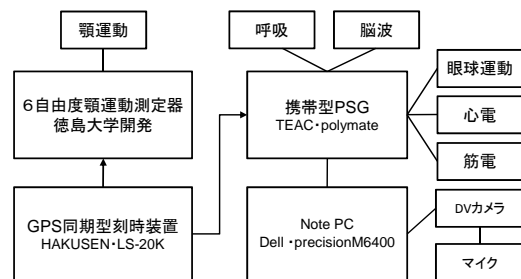 顎運動
呼吸
脳波
6自由度顎運動測定器
徳島大学開発
携帯型PSG
TEAC・polymate
眼球運動
心電
筋電
GPS同期型刻時装置
HAKUSEN・LS-20K
Note PC
Dell・precisionM6400
DVカメラ
マイク